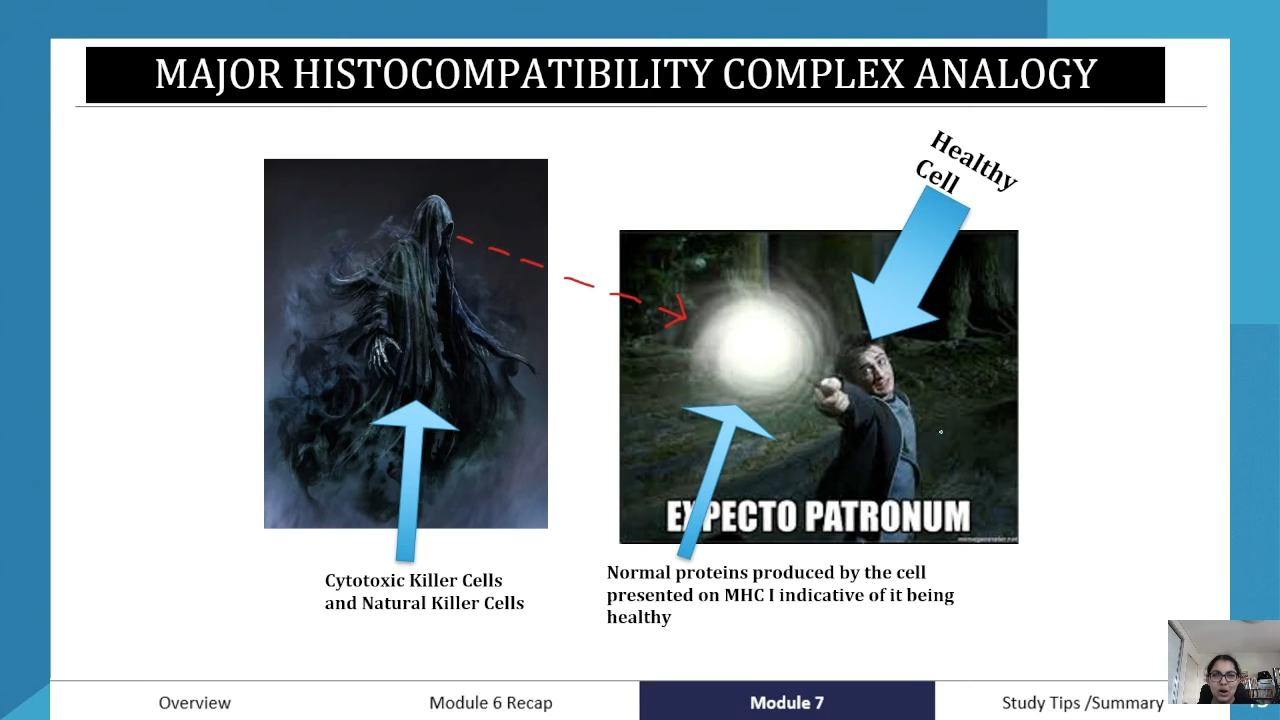 MAJOR HISTOCOMPATIBILITY COMPLEX ANALOGY
Healthy
Cell
EXPECTO PATRONUM
Cytotoxic Killer Cells
and Natural Killer Cells
Normal proteins produced by the cell
presented on MHC I indicative of it being
healthy
Overview
Module 6 Recap
Module 7
Study Tips /Summary